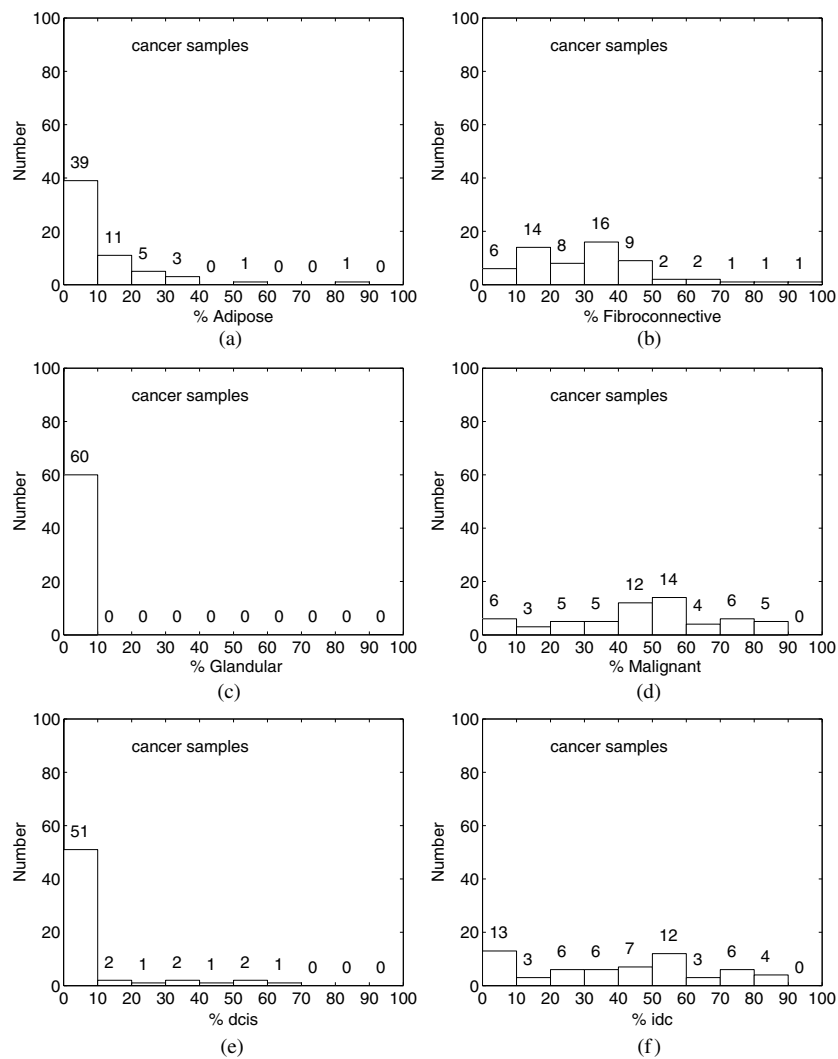 100
cancer samples
80
60
Number
39
40
20
11
5
3
0
1
0
0
1
0
0
0 10 20 30 40 50 60 70 80 90 100
% Adipose
(a)
100
cancer samples
80
60
Number
40
20
6
14
8
16
9
2
2
1
1
1
0
0 10 20 30 40 50 60 70 80 90 100
% Fibroconnective
(b)
100
cancer samples
80
60
60
Number
40
20
0 0 0 0 0 0 0 0 0
0
0 10 20 30 40 50 60 70 80 90 100
% Glandular
(c)
100
cancer samples
80
60
Number
40
20
6
3
5
5
12
14
4
6
5
0
0
0 10 20 30 40 50 60 70 80 90 100
% Malignant
(d)
100
cancer samples
80
60
51
Number
40
20
2 1 2 1 2 1 0 0 0
0
0 10 20 30 40 50 60 70 80 90 100
% dcis
(e)
100
cancer samples
80
60
Number
40
20
13
3
6
6
7
12
3
6
4
0
0
0 10 20 30 40 50 60 70 80 90 100
% idc
(f)